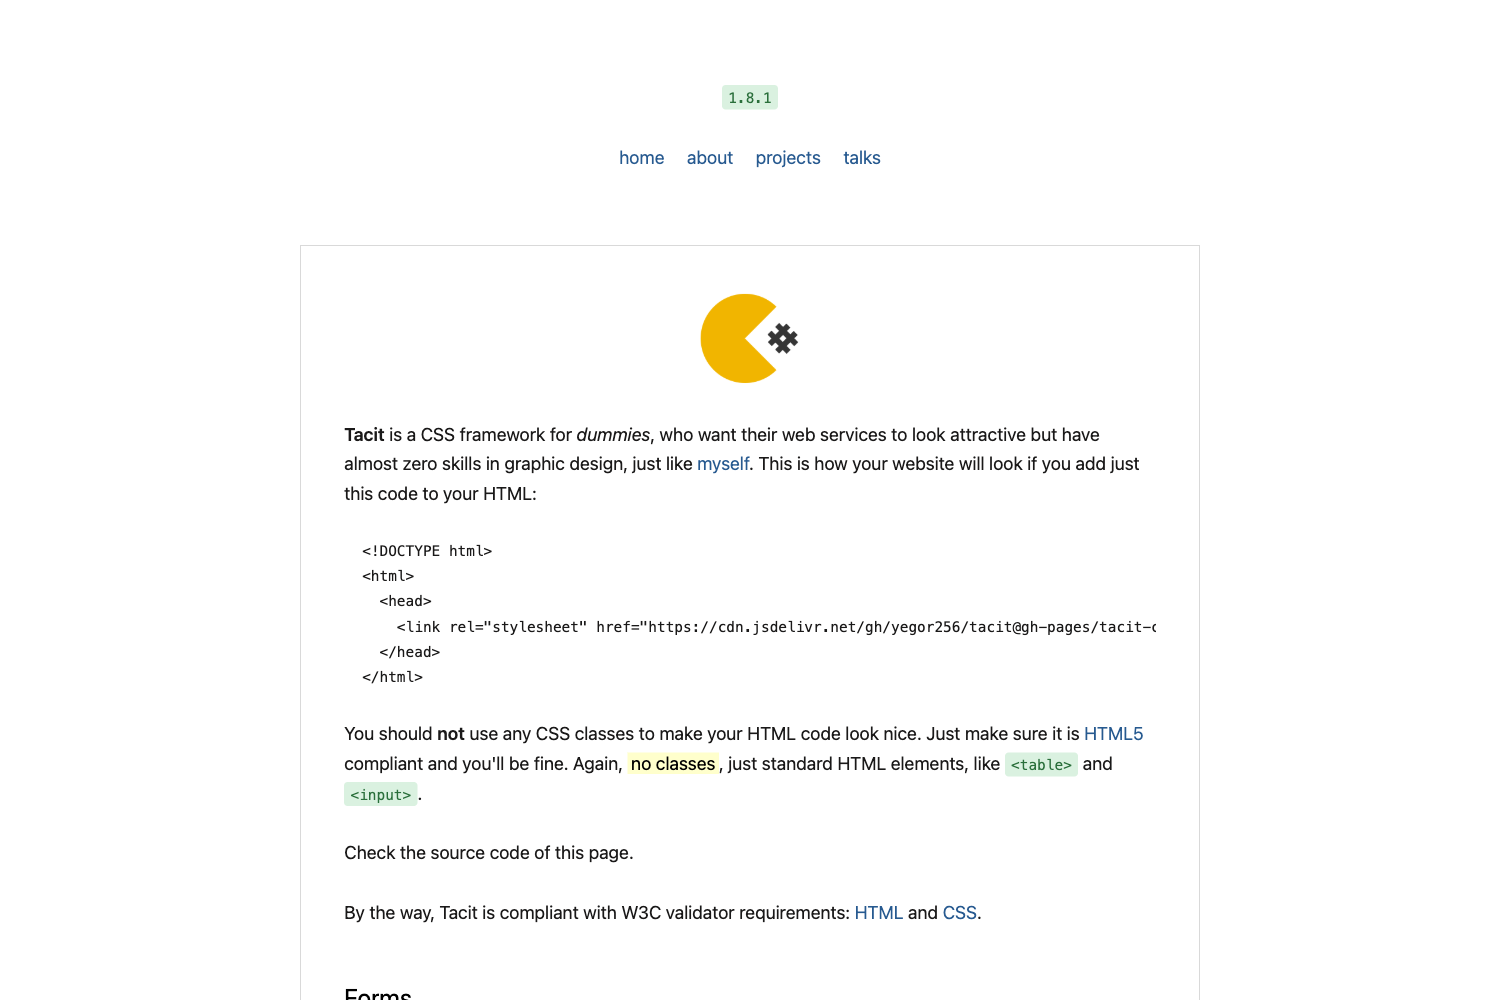 1.8.1
home about projects talks
Tacit is a CSS framework for dummies, who want their web services to look attractive but have
almost zero skills in graphic design, just like myself. This is how your website will look if you add just
this code to your HTML:
<!DOCTYPE html>
<html>
  <head>
    <link rel="stylesheet" href="https://cdn.jsdelivr.net/gh/yegor256/tacit@gh-pages/tacit-c
  </head>
</html>
You should not use any CSS classes to make your HTML code look nice. Just make sure it is HTML5
compliant and you'll be fine. Again, no classes, just standard HTML elements, like <table> and
<input>.
Check the source code of this page.
By the way, Tacit is compliant with W3C validator requirements: HTML and CSS.
Forms